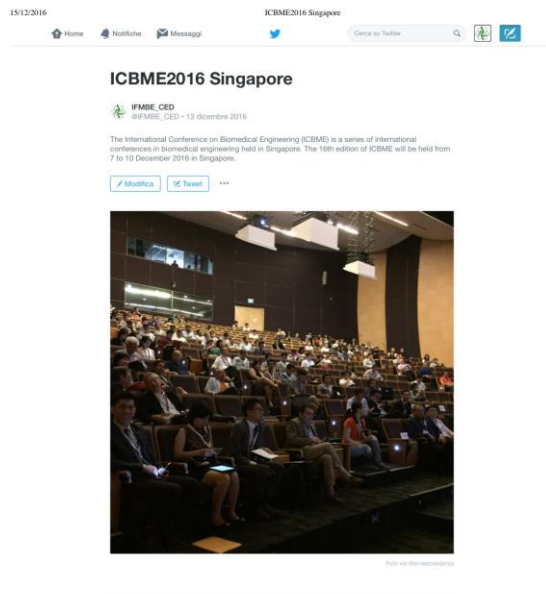 15/12/2016 ICBME2016 Singapore
Home Notifiche Messaggi Cerca su Twitter
ICBME2016 Singapore
IFMBE_CED
@IFMBE_CED • 13 dicembre 2016
The International Conference on Biomedical Engineering (ICBME) is a series of international
conferences in biomedical engineering held in Singapore. The 16th edition of ICBME will be held from
7 to 10 December 2016 in Singapore.
Modifica Tweet
Foto via